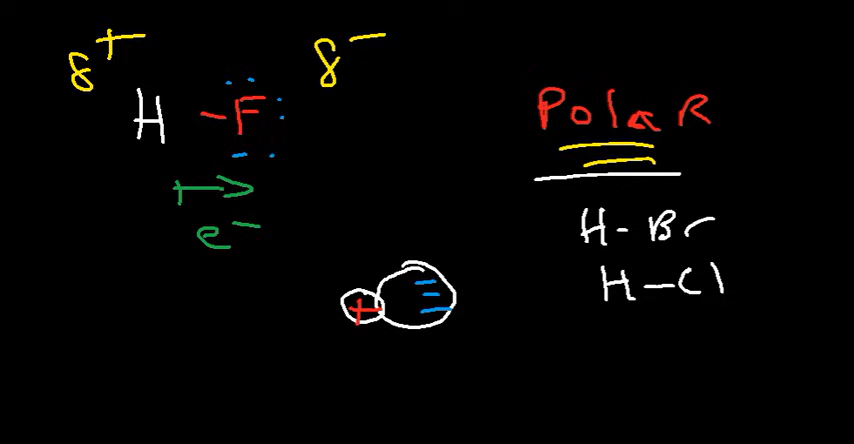 δ+ δ-
H-F
e-
PolaR
H-Br
H-Cl
+